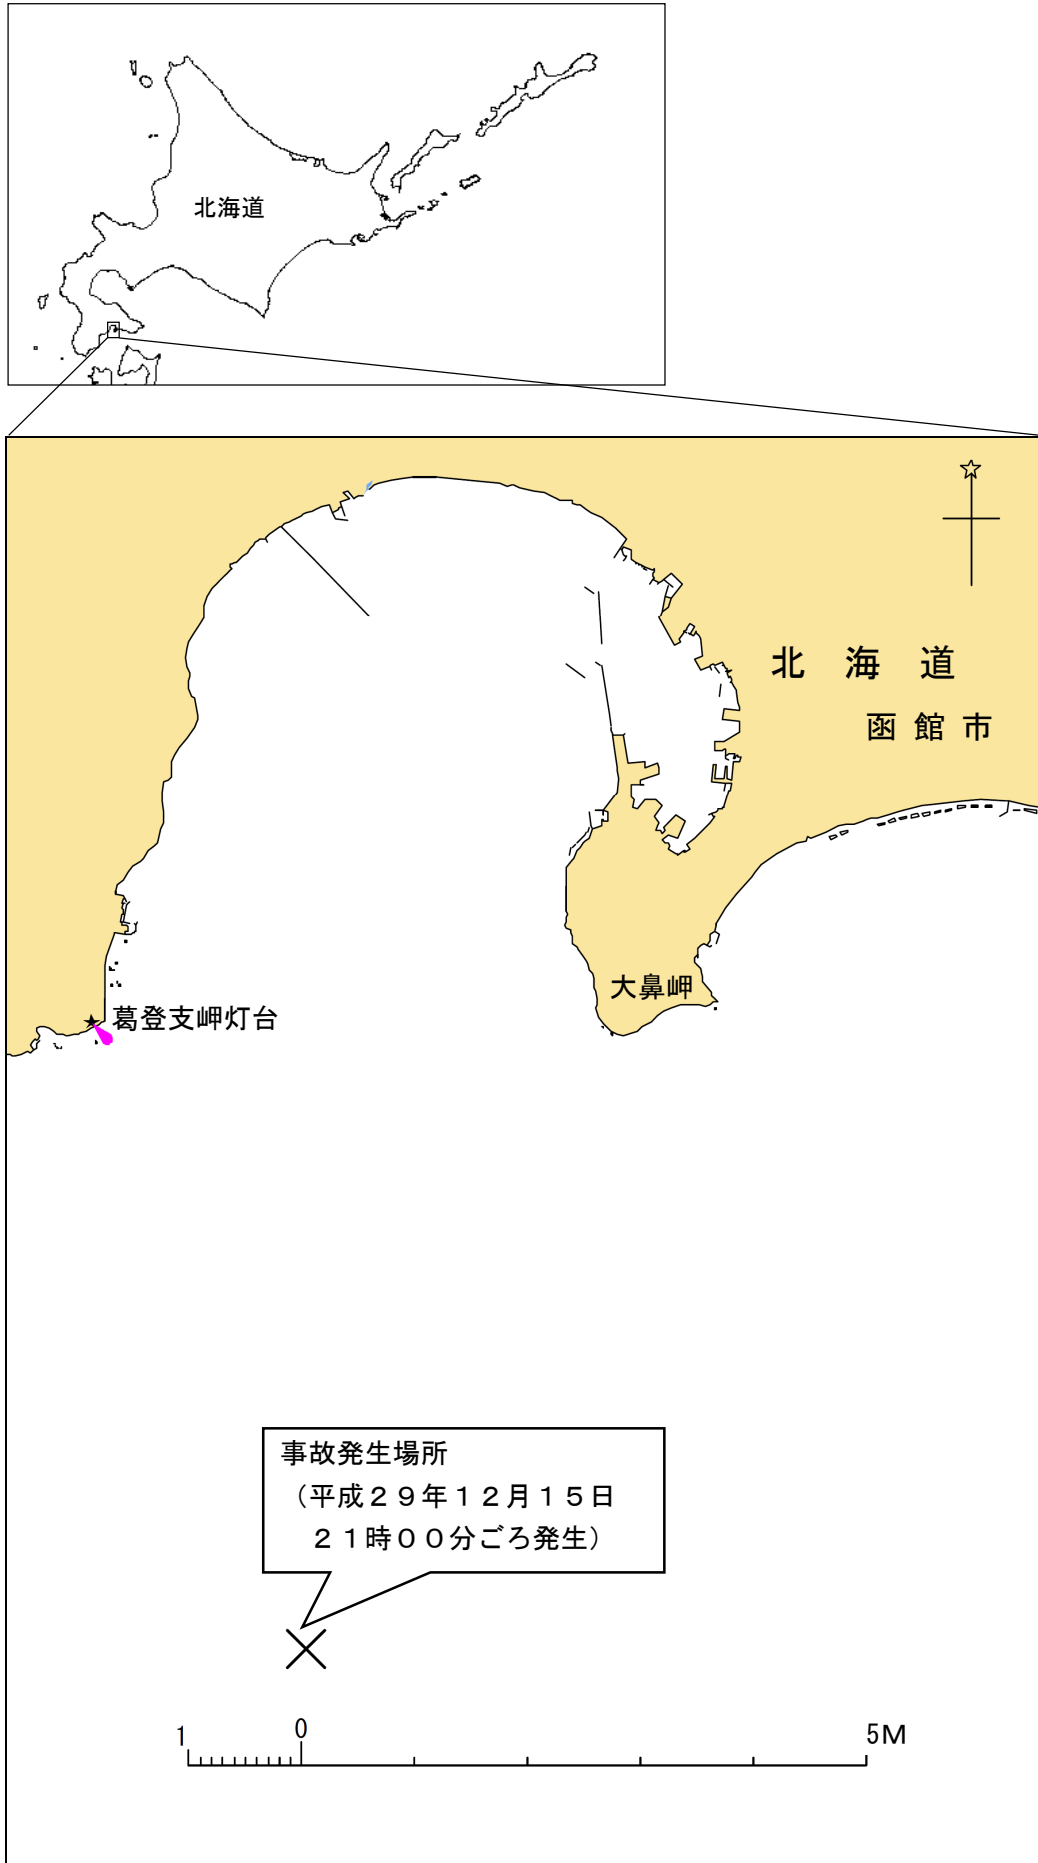 北海道
北海道
函館市
大鼻岬
葛登支岬灯台
事故発生場所
（平成２９年１２月１５日
２１時００分ごろ発生）
1 0 5M